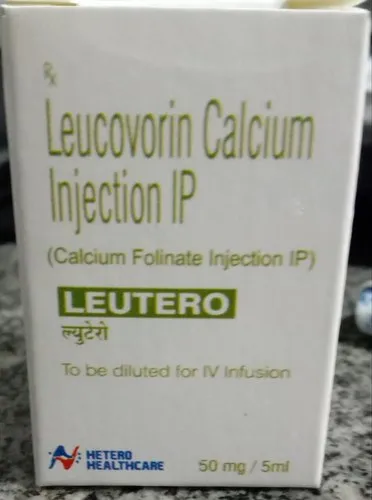 Rx
Leucovorin Calcium
Injection IP
(Calcium Folinate Injection IP)
LEUTERO
ल्युटेरो
To be diluted for IV Infusion
HETERO
HEALTHCARE
50 mg / 5ml